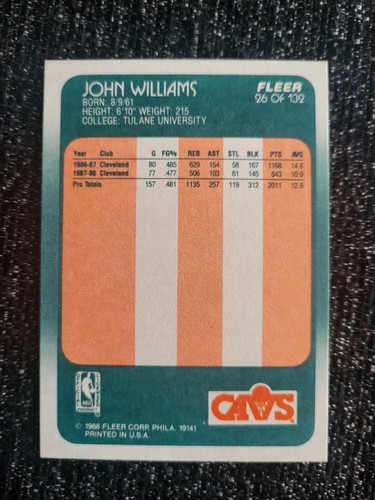 JOHN WILLIAMS
BORN: 8/9/61
HEIGHT: 6'10" WEIGHT: 215
COLLEGE: TULANE UNIVERSITY
FLEER
26 OF 132
Year Club G FG% REB AST STL BLK PTS AVG
1986-87 Cleveland 80 .485 629 154 58 167 1168 14.6
1987-88 Cleveland 77 .477 506 103 61 145 843 10.9
Pro Totals 157 .481 1135 257 119 312 2011 12.8
NBA
CAVS
© 1988 FLEER CORP. PHILA. 19141
PRINTED IN U.S.A.